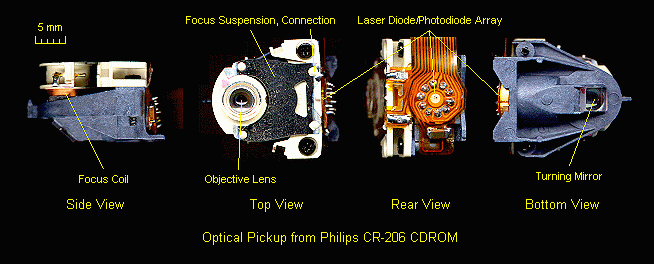 5 mm
Focus Suspension, Connection
Laser Diode/Photodiode Array
Focus Coil
Objective Lens
Turning Mirror
Side View
Top View
Rear View
Bottom View
Optical Pickup from Philips CR-206 CDROM